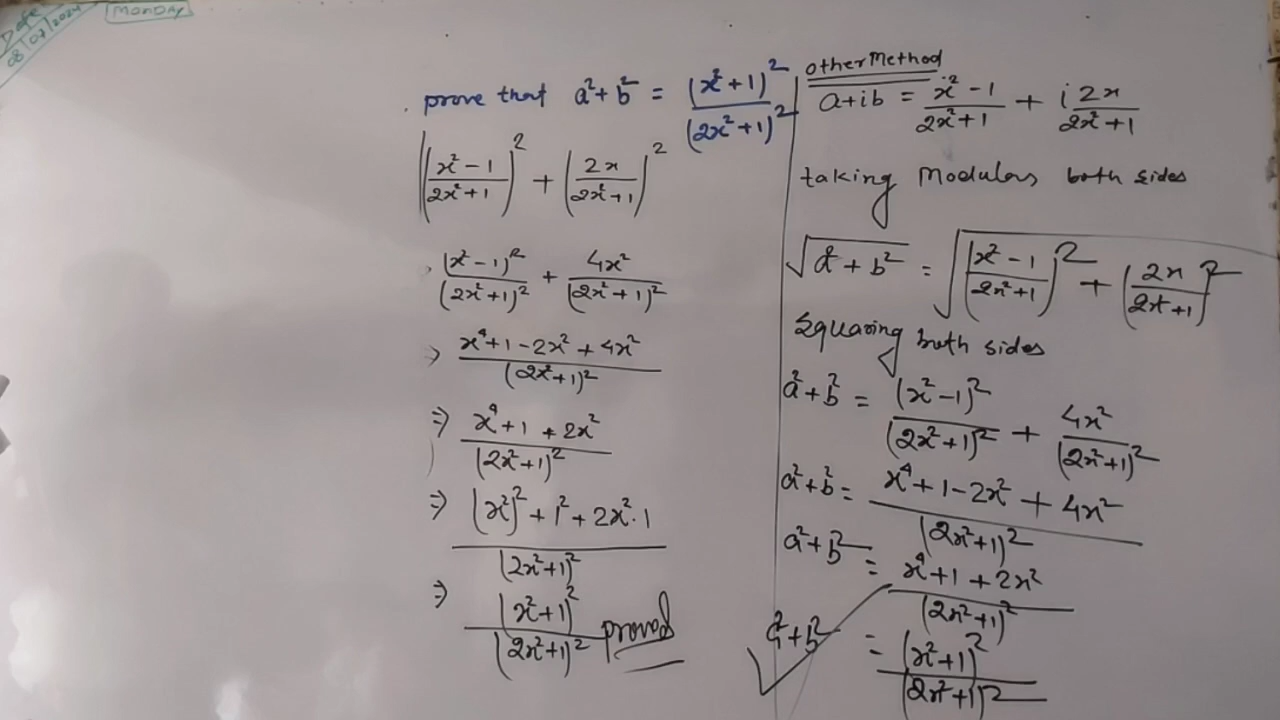 Date
08/07/2024
MONDAY
prove that a²+b² = (x²+1)²/(2x²+1)²
(x²-1/2x²+1)² + (2x/2x²+1)²
(x²-1)²/(2x²+1)² + 4x²/(2x²+1)²
⇒ x⁴+1-2x²+4x²/(2x²+1)²
⇒ x⁴+1+2x²/(2x²+1)²
⇒ (x²)²+1²+2x²·1/(2x²+1)²
⇒ (x²+1)²/(2x²+1)² proved
other Method
a+ib = x²-1/2x²+1 + i 2x/2x²+1
taking Modulas both sides
√a²+b² = √(x²-1/2x²+1)² + (2x/2x²+1)²
Squaring both sides
a²+b² = (x²-1)²/(2x²+1)² + 4x²/(2x²+1)²
a²+b² = x⁴+1-2x²+4x²/(2x²+1)²
a²+b² = x⁴+1+2x²/(2x²+1)²
a²+b² = (x²+1)²/(2x²+1)²